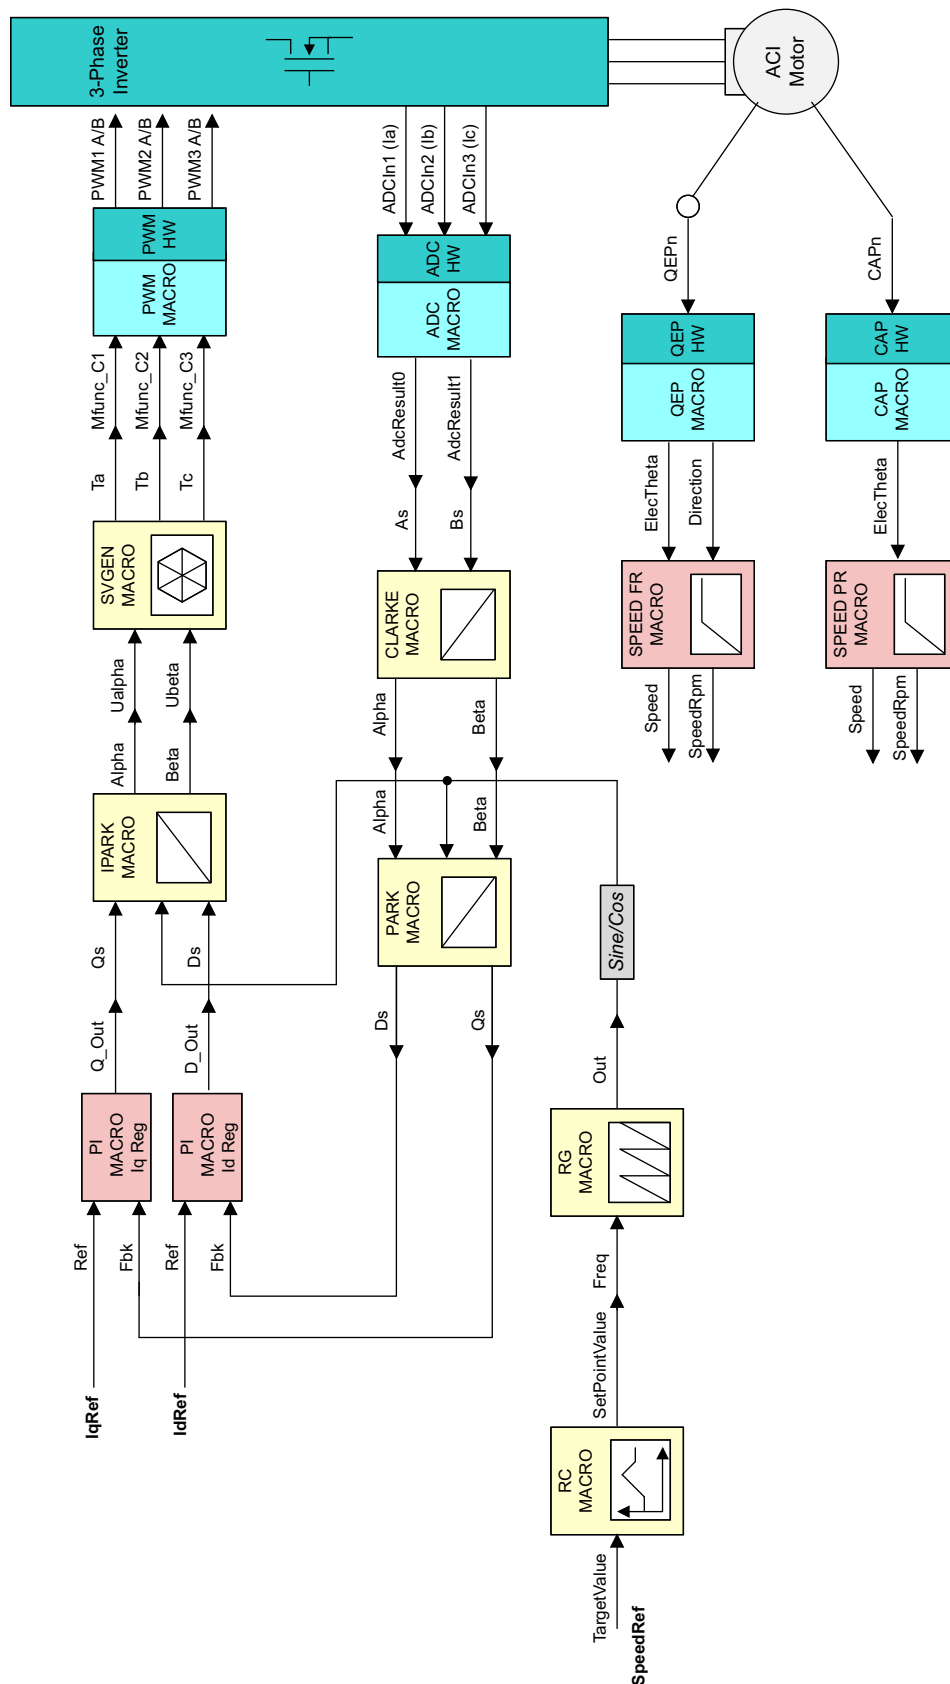 IqRef
Ref
Fbk
PI
MACRO
Iq Reg
Q_Out
Qs
IdRef
Ref
Fbk
PI
MACRO
Id Reg
D_Out
Ds
IPARK
MACRO
Alpha
Beta
Ualpha
Ubeta
SVGEN
MACRO
Ta
Tb
Tc
Mfunc_C1
Mfunc_C2
Mfunc_C3
PWM
MACRO
PWM
HW
PWM1 A/B
PWM2 A/B
PWM3 A/B
3-Phase
Inverter
Ds
Qs
PARK
MACRO
Alpha
Beta
Alpha
Beta
CLARKE
MACRO
As
Bs
AdcResult0
AdcResult1
ADC
MACRO
ADC
HW
ADCIn1 (Ia)
ADCIn2 (Ib)
ADCIn3 (Ic)
TargetValue
SpeedRef
RC
MACRO
SetPointValue
Freq
RG
MACRO
Out
Sine/Cos
Speed
SpeedRpm
SPEED FR
MACRO
ElecTheta
Direction
QEP
MACRO
QEP
HW
QEPn
ACI
Motor
Speed
SpeedRpm
SPEED PR
MACRO
ElecTheta
CAP
MACRO
CAP
HW
CAPn